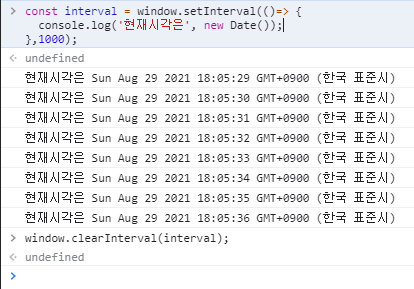 > const interval = window.setInterval(()=> {
console.log('현재시각은', new Date());
},1000);
undefined
현재시각은 Sun Aug 29 2021 18:05:29 GMT+0900 (한국 표준시)
현재시각은 Sun Aug 29 2021 18:05:30 GMT+0900 (한국 표준시)
현재시각은 Sun Aug 29 2021 18:05:31 GMT+0900 (한국 표준시)
현재시각은 Sun Aug 29 2021 18:05:32 GMT+0900 (한국 표준시)
현재시각은 Sun Aug 29 2021 18:05:33 GMT+0900 (한국 표준시)
현재시각은 Sun Aug 29 2021 18:05:34 GMT+0900 (한국 표준시)
현재시각은 Sun Aug 29 2021 18:05:35 GMT+0900 (한국 표준시)
현재시각은 Sun Aug 29 2021 18:05:36 GMT+0900 (한국 표준시)
> window.clearInterval(interval);
undefined
>